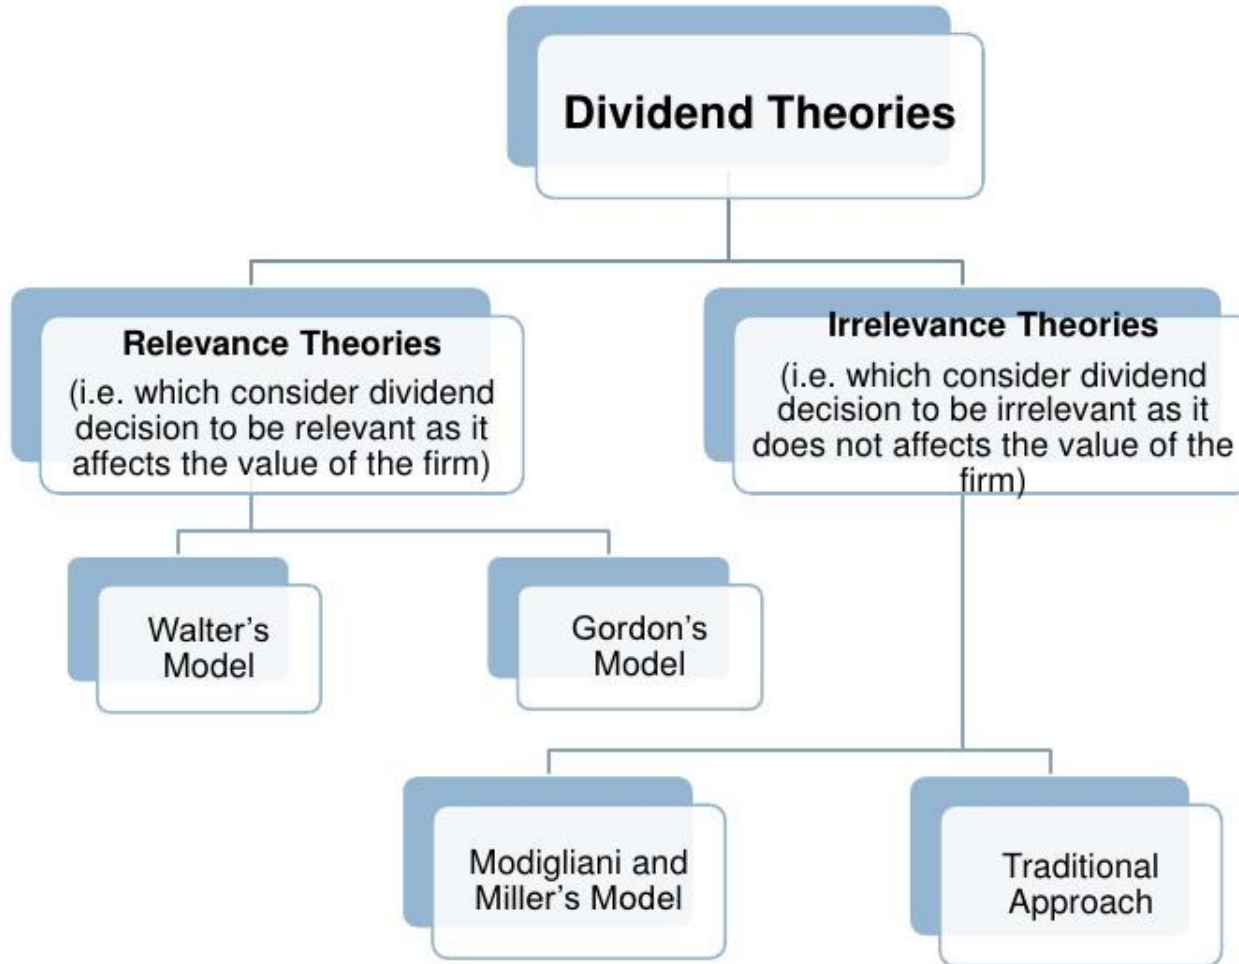 Dividend Theories
Relevance Theories
(i.e. which consider dividend
decision to be relevant as it
affects the value of the firm)
Irrelevance Theories
(i.e. which consider dividend
decision to be irrelevant as it
does not affects the value of the
firm)
Walter’s
Model
Gordon’s
Model
Modigliani and
Miller’s Model
Traditional
Approach